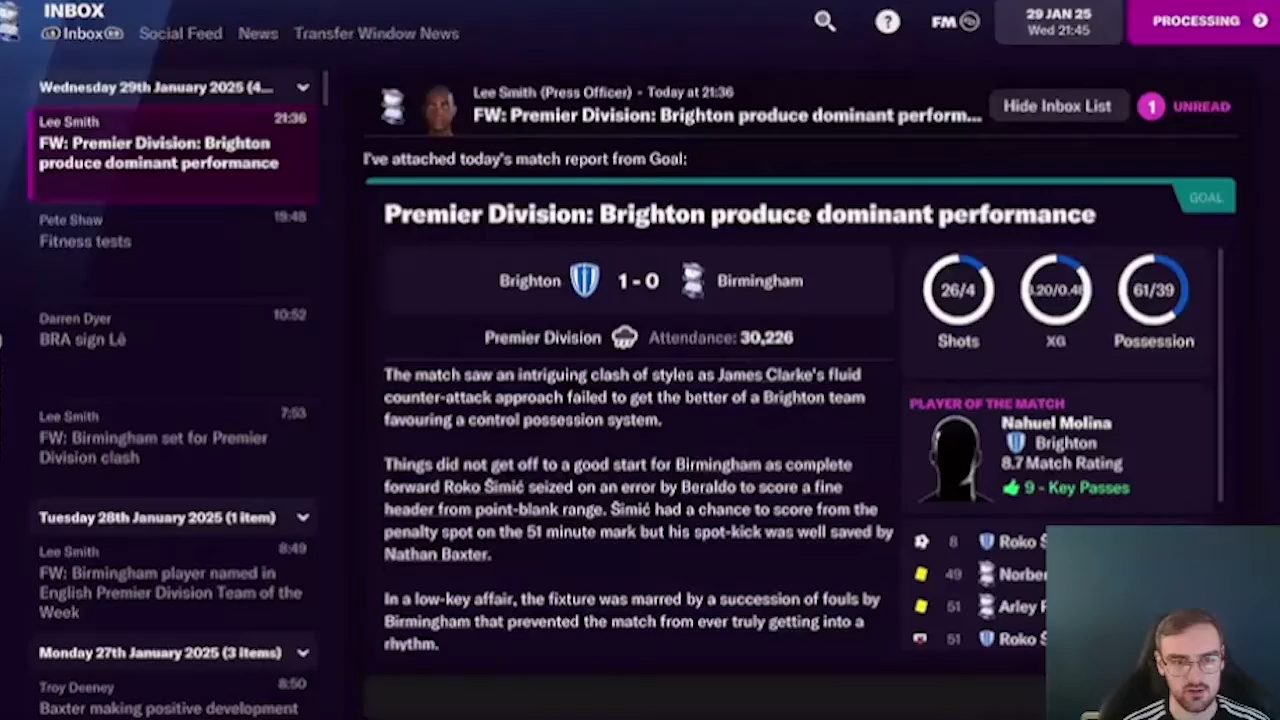 INBOX
Inbox
Social Feed
News
Transfer Window News
FM
29 JAN 25
Wed 21:45
PROCESSING
Wednesday 29th January 2025 (4...
Lee Smith
21:36
FW: Premier Division: Brighton
produce dominant performance
Pete Shaw
19:48
Fitness tests
Darren Dyer
10:52
BRA sign Lê
Lee Smith
7:53
FW: Birmingham set for Premier
Division clash
Tuesday 28th January 2025 (1 item)
Lee Smith
8:49
FW: Birmingham player named in
English Premier Division Team of the
Week
Monday 27th January 2025 (3 items)
Troy Deeney
8:50
Baxter making positive development
Lee Smith (Press Officer) - Today at 21:36
FW: Premier Division: Brighton produce dominant perform...
Hide Inbox List
1 UNREAD
I've attached today's match report from Goal:
GOAL
Premier Division: Brighton produce dominant performance
Brighton 1 - 0 Birmingham
Premier Division Attendance: 30,226
The match saw an intriguing clash of styles as James Clarke's fluid
counter-attack approach failed to get the better of a Brighton team
favouring a control possession system.
Things did not get off to a good start for Birmingham as complete
forward Roko Šimić seized on an error by Beraldo to score a fine
header from point-blank range. Šimić had a chance to score from the
penalty spot on the 51 minute mark but his spot-kick was well saved by
Nathan Baxter.
In a low-key affair, the fixture was marred by a succession of fouls by
Birmingham that prevented the match from ever truly getting into a
rhythm.
26/4
61/39
Shots
XG
Possession
PLAYER OF THE MATCH
Nahuel Molina
Brighton
8.7 Match Rating
9 - Key Passes
8 Roko
49 Norber
51 Arley
51 Roko